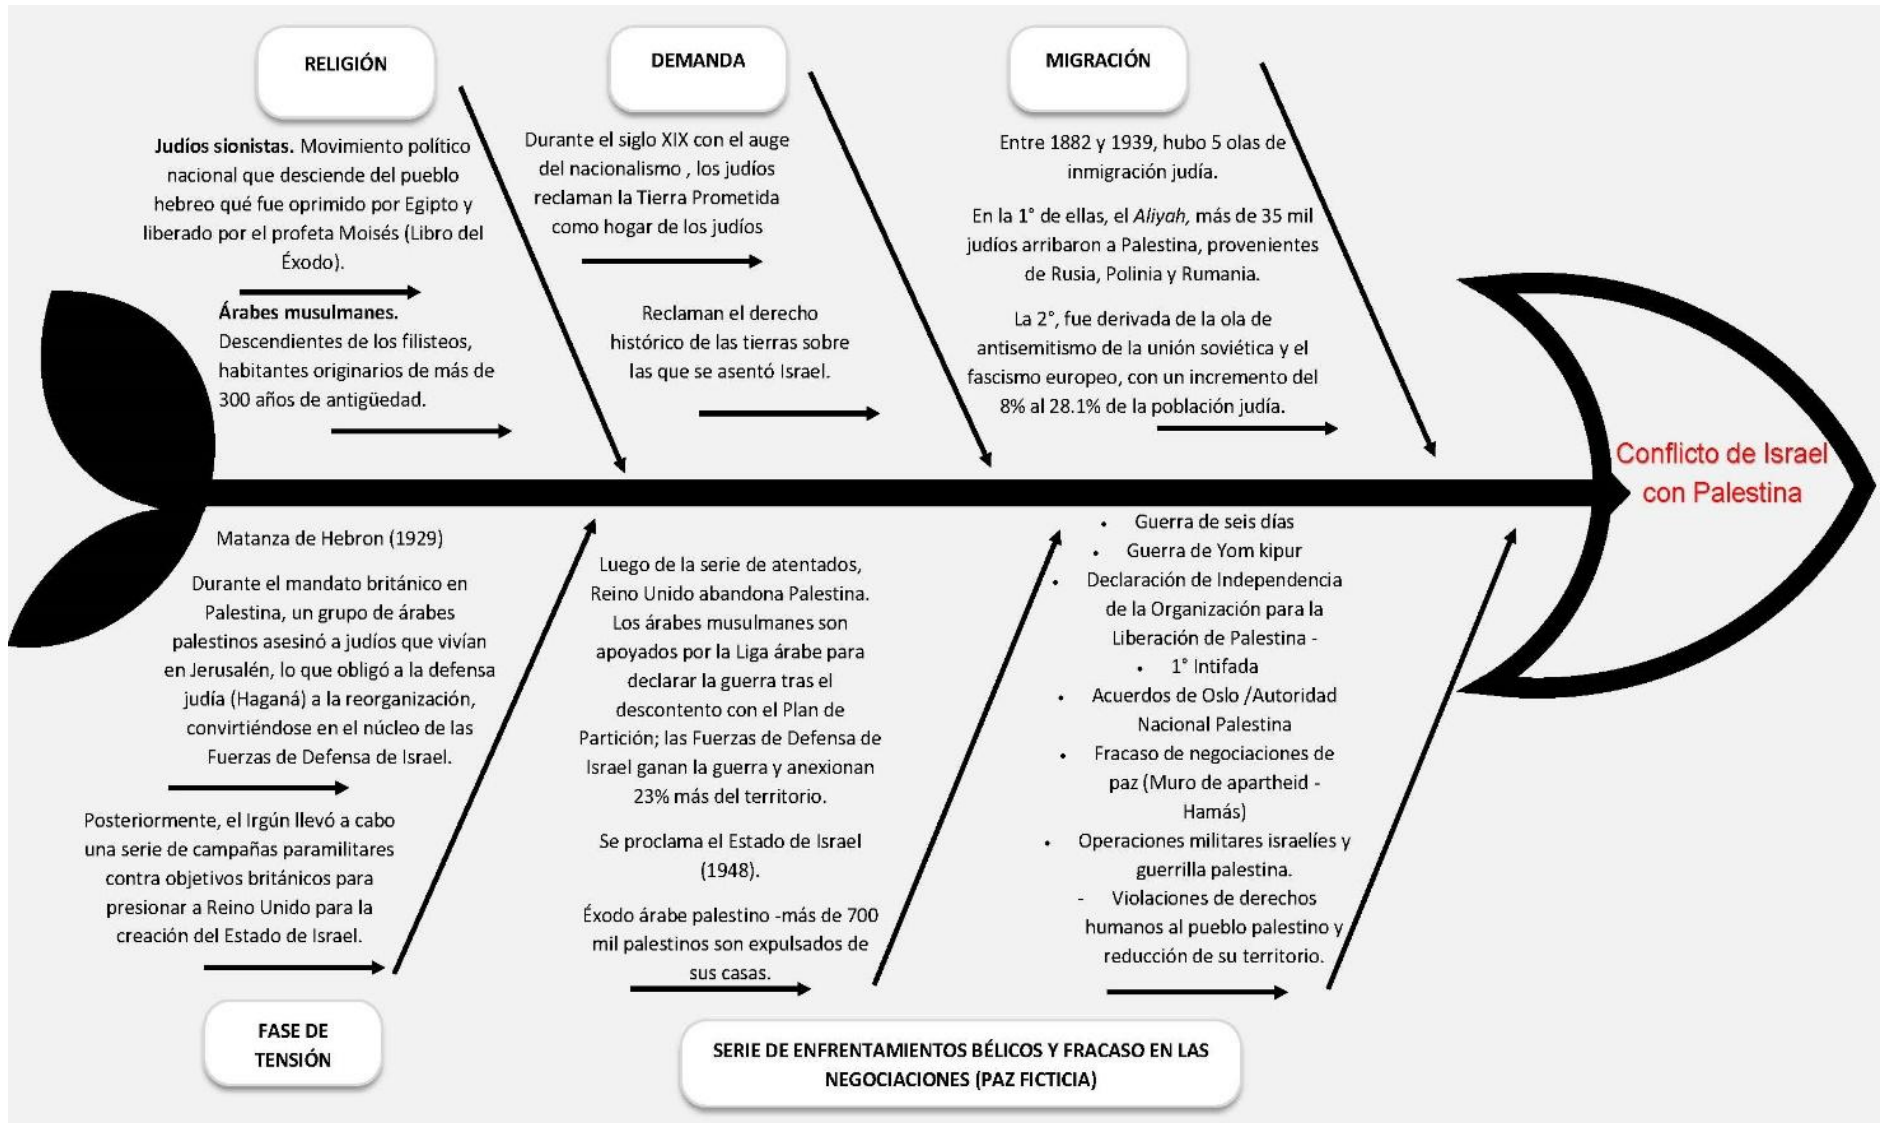 RELIGIÓN
Judíos sionistas. Movimiento político
nacional que desciende del pueblo
hebreo qué fue oprimido por Egipto y
liberado por el profeta Moisés (Libro del
Éxodo).
Árabes musulmanes.
Descendientes de los filisteos,
habitantes originarios de más de
300 años de antigüedad.
DEMANDA
Durante el siglo XIX con el auge
del nacionalismo , los judíos
reclaman la Tierra Prometida
como hogar de los judíos
Reclaman el derecho
histórico de las tierras sobre
las que se asentó Israel.
MIGRACIÓN
Entre 1882 y 1939, hubo 5 olas de
inmigración judía.
En la 1° de ellas, el Aliyah, más de 35 mil
judíos arribaron a Palestina, provenientes
de Rusia, Polinia y Rumania.
La 2°, fue derivada de la ola de
antisemitismo de la unión soviética y el
fascismo europeo, con un incremento del
8% al 28.1% de la población judía.
Conflicto de Israel
con Palestina
Matanza de Hebron (1929)
Durante el mandato británico en
Palestina, un grupo de árabes
palestinos asesinó a judíos que vivían
en Jerusalén, lo que obligó a la defensa
judía (Haganá) a la reorganización,
convirtiéndose en el núcleo de las
Fuerzas de Defensa de Israel.
Posteriormente, el Irgún llevó a cabo
una serie de campañas paramilitares
contra objetivos británicos para
presionar a Reino Unido para la
creación del Estado de Israel.
FASE DE
TENSIÓN
Luego de la serie de atentados,
Reino Unido abandona Palestina.
Los árabes musulmanes son
apoyados por la Liga árabe para
declarar la guerra tras el
descontento con el Plan de
Partición; las Fuerzas de Defensa de
Israel ganan la guerra y anexionan
23% más del territorio.
Se proclama el Estado de Israel
(1948).
Éxodo árabe palestino -más de 700
mil palestinos son expulsados de
sus casas.
• Guerra de seis días
• Guerra de Yom kipur
• Declaración de Independencia
de la Organización para la
Liberación de Palestina -
• 1° Intifada
• Acuerdos de Oslo /Autoridad
Nacional Palestina
• Fracaso de negociaciones de
paz (Muro de apartheid -
Hamás)
• Operaciones militares israelíes y
guerrilla palestina.
- Violaciones de derechos
humanos al pueblo palestino y
reducción de su territorio.
SERIE DE ENFRENTAMIENTOS BÉLICOS Y FRACASO EN LAS
NEGOCIACIONES (PAZ FICTICIA)